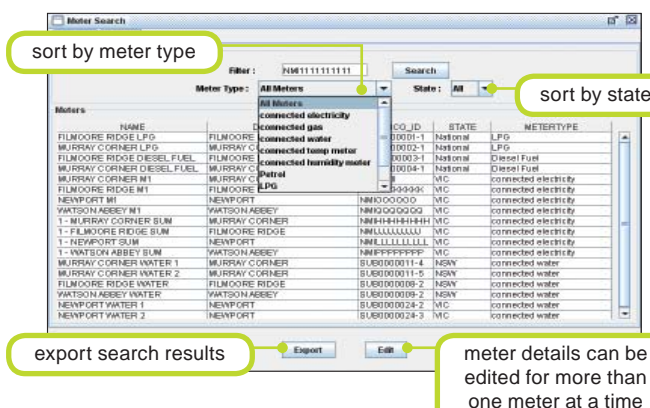 Meter Search
sort by meter type
Filter : NMI1111111111 Search
Meter Type : All Meters State : All
sort by state
All Meters
connected electricity
connected gas
connected water
connected temp meter
connected humidity meter
Petrol
LPG
Meters
NAME CO_ID STATE METERTYPE
FILMOORE RIDGE LPG FILMOORE 00001-1 National LPG
MURRAY CORNER LPG MURRAY C 00002-1 National LPG
FILMOORE RIDGE DIESEL FUEL FILMOORE 00003-1 National Diesel Fuel
MURRAY CORNER DIESEL FUEL MURRAY C 00004-1 National Diesel Fuel
MURRAY CORNER M1 MURRAY C VIC connected electricity
FILMOORE RIDGE M1 FILMOORE VIC connected electricity
NEWPORT M1 NEWPORT VIC connected electricity
WATSON ABBEY M1 WATSON ABBEY VIC connected electricity
1 - MURRAY CORNER SUM MURRAY CORNER VIC connected electricity
1 - FILMOORE RIDGE SUM FILMOORE RIDGE VIC connected electricity
1 - NEWPORT SUM NEWPORT VIC connected electricity
1 - WATSON ABBEY SUM WATSON ABBEY VIC connected electricity
MURRAY CORNER WATER 1 MURRAY CORNER SUB0000011-4 NSW connected water
MURRAY CORNER WATER 2 MURRAY CORNER SUB0000011-5 NSW connected water
FILMOORE RIDGE WATER FILMOORE RIDGE SUB0000008-2 NSW connected water
WATSON ABBEY WATER WATSON ABBEY SUB0000009-2 NSW connected water
NEWPORT WATER 1 NEWPORT SUB0000024-2 VIC connected water
NEWPORT WATER 2 NEWPORT SUB0000024-3 VIC connected water
export search results
Export Edit
meter details can be
edited for more than
one meter at a time